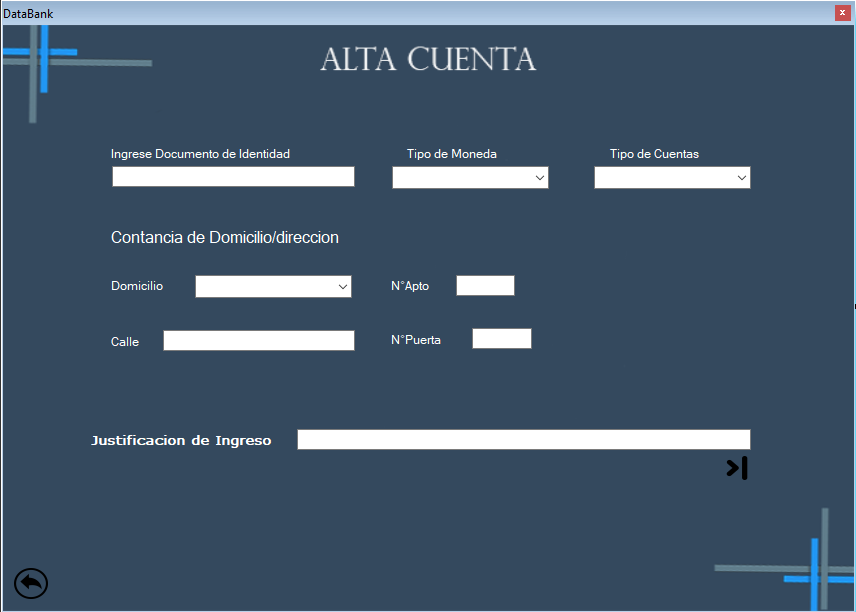 DataBank
ALTA CUENTA
Ingrese Documento de Identidad
Tipo de Moneda
Tipo de Cuentas
Contancia de Domicilio/direccion
Domicilio
N°Apto
Calle
N°Puerta
Justificacion de Ingreso